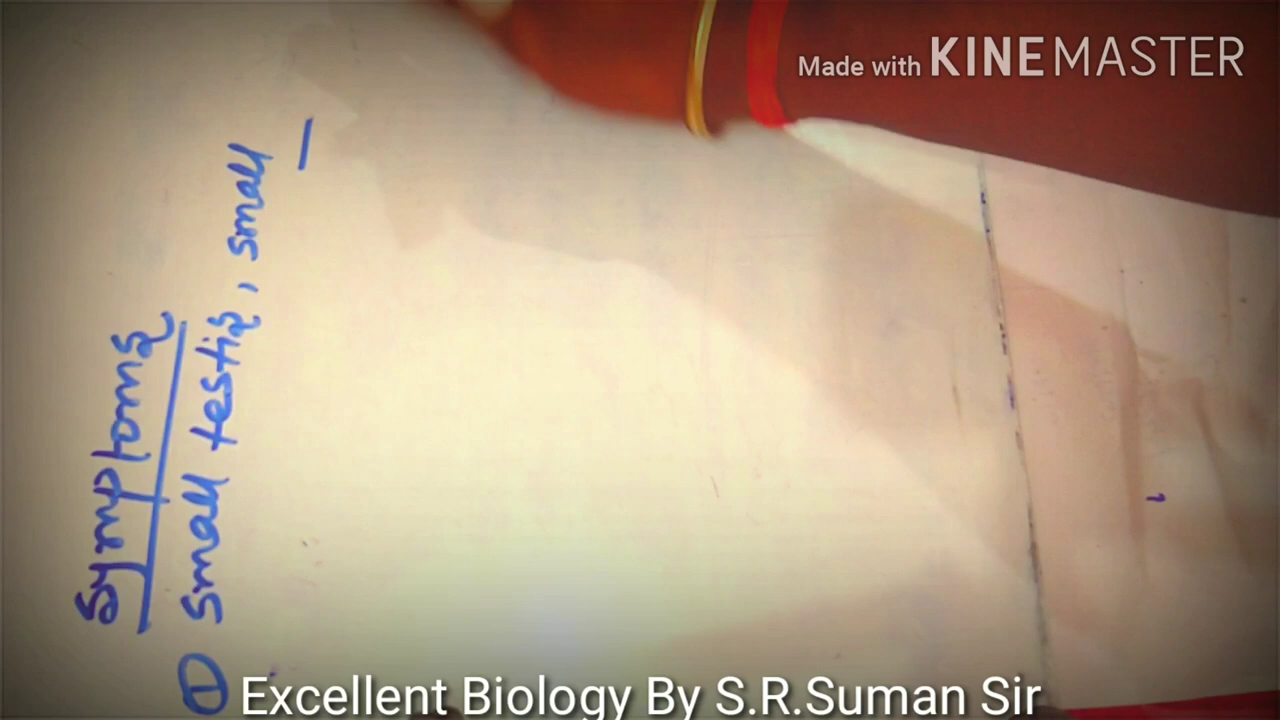 Made with KINEMASTER
Symptoms
① Small testis, small
Excellent Biology By S.R.Suman Sir